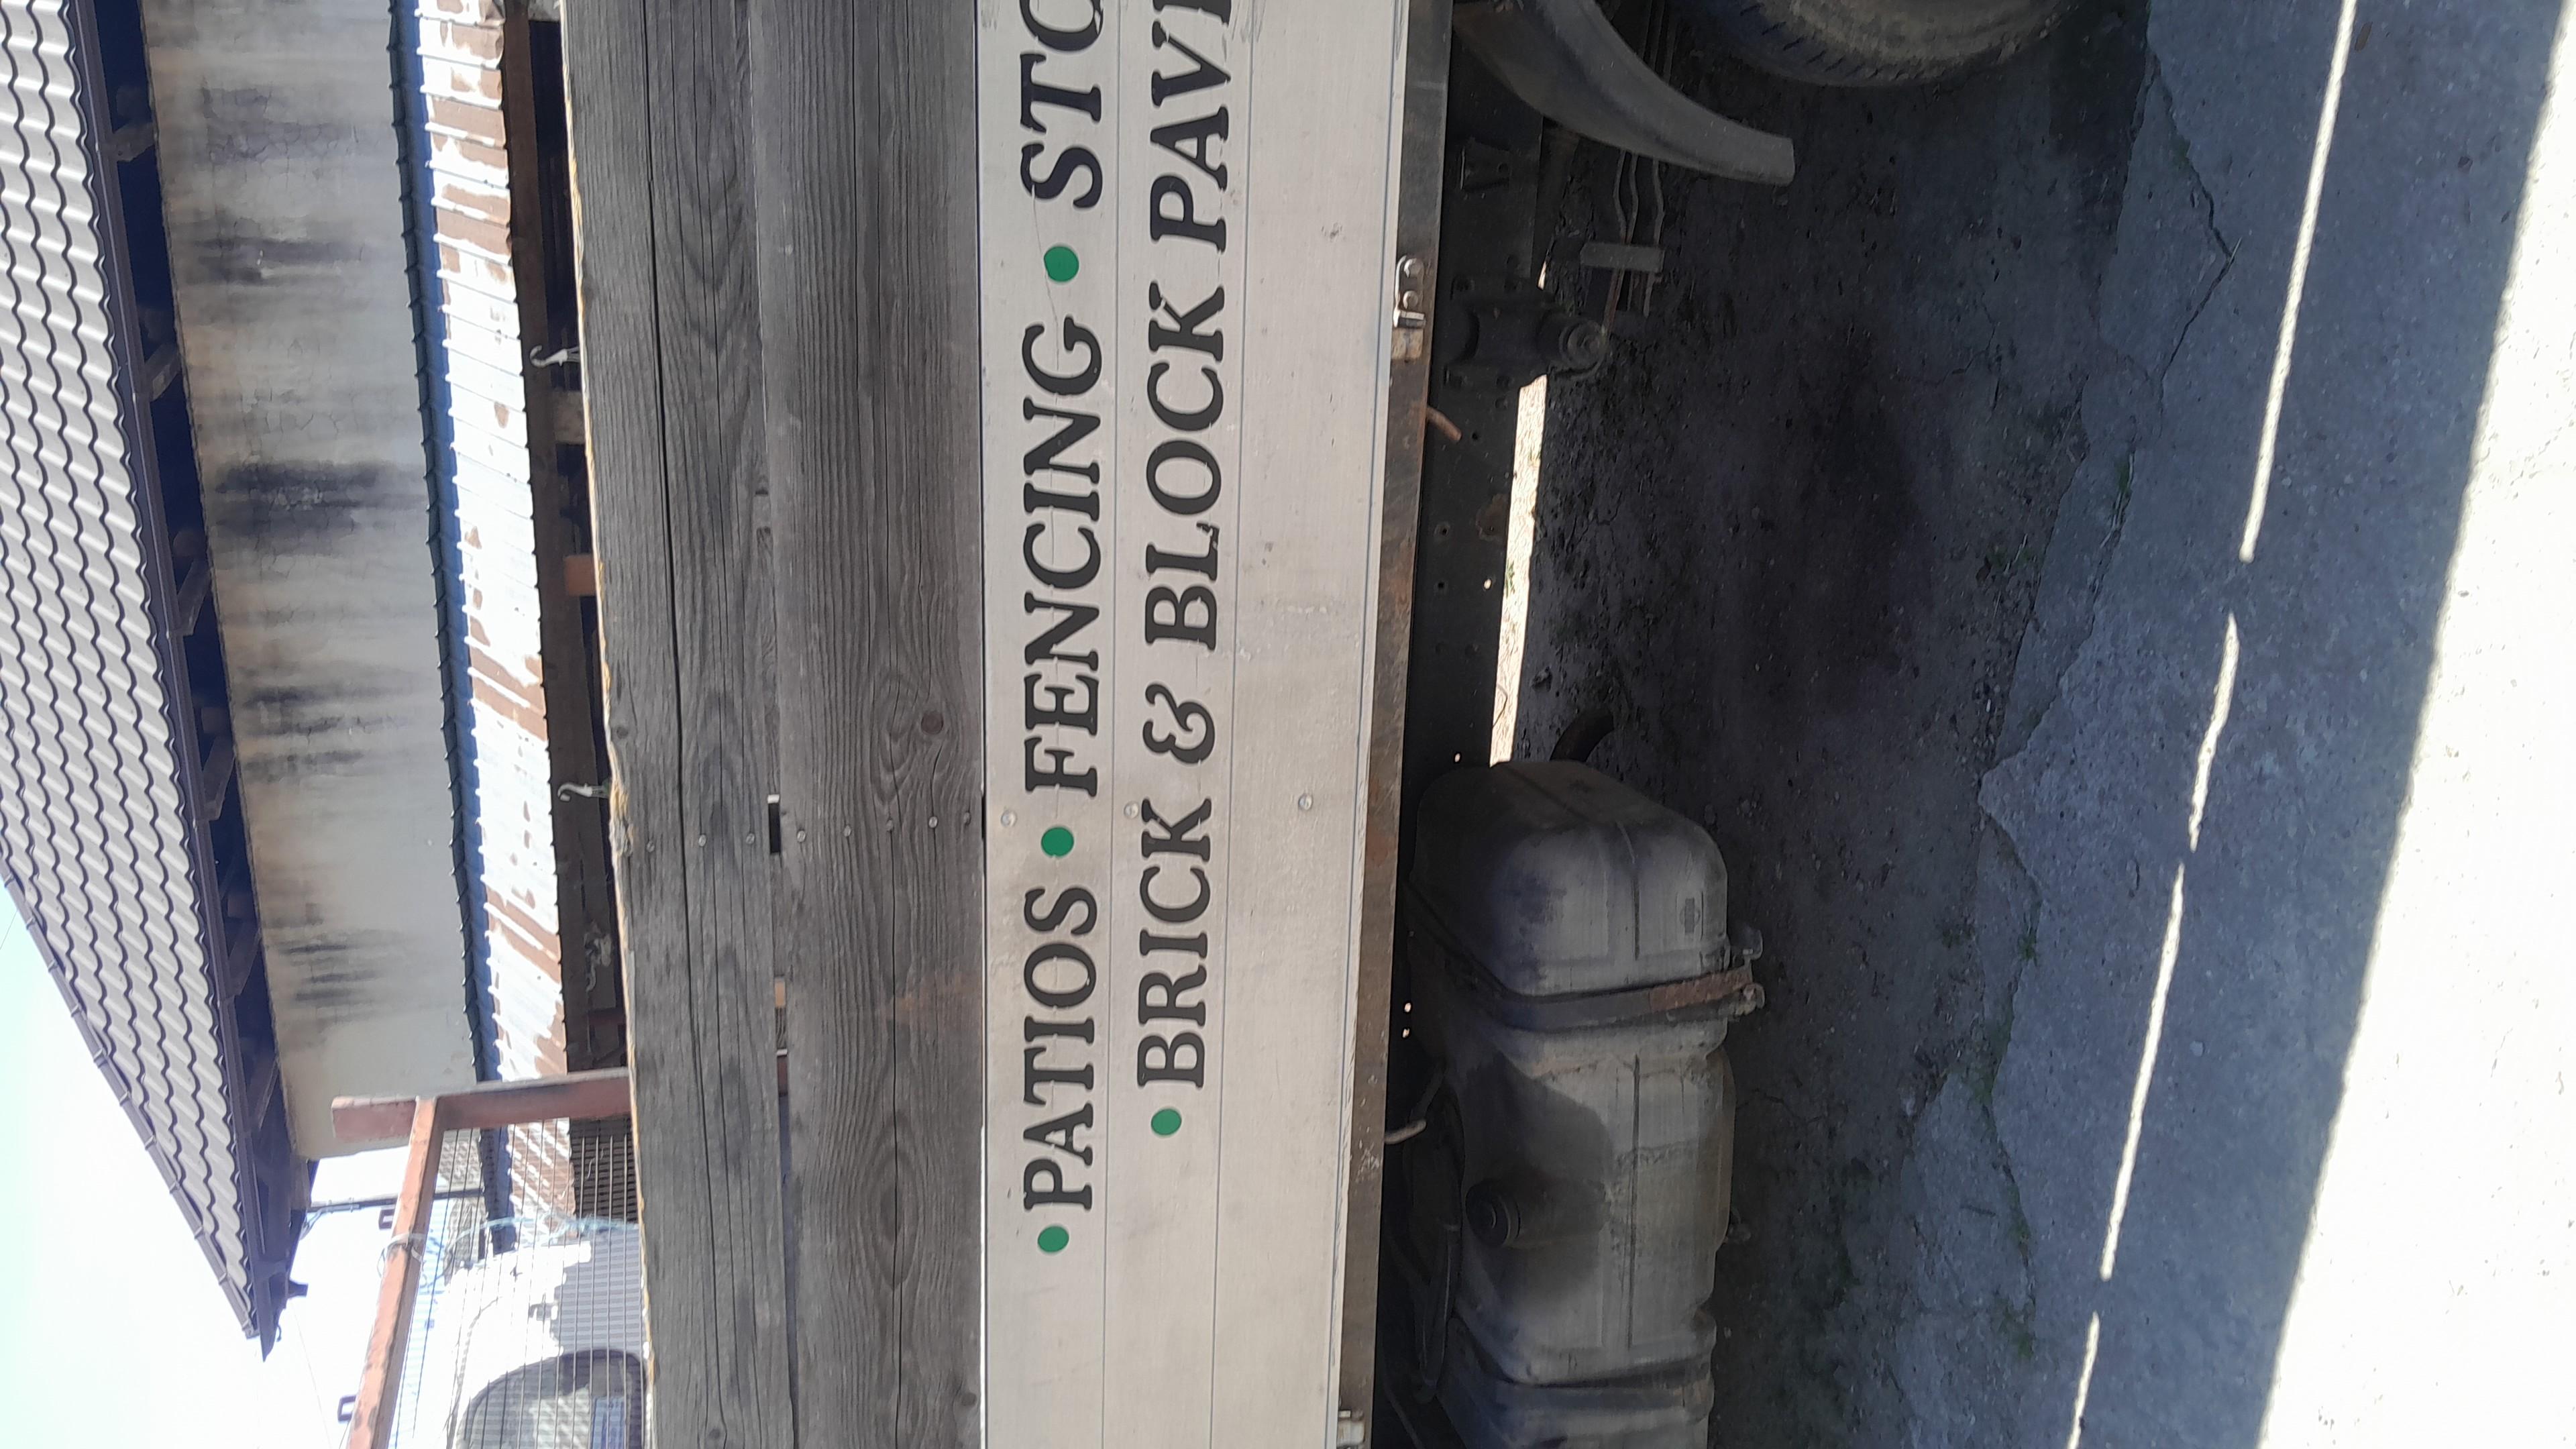 • PATIOS • FENCING •
• BRICK & BLOCK